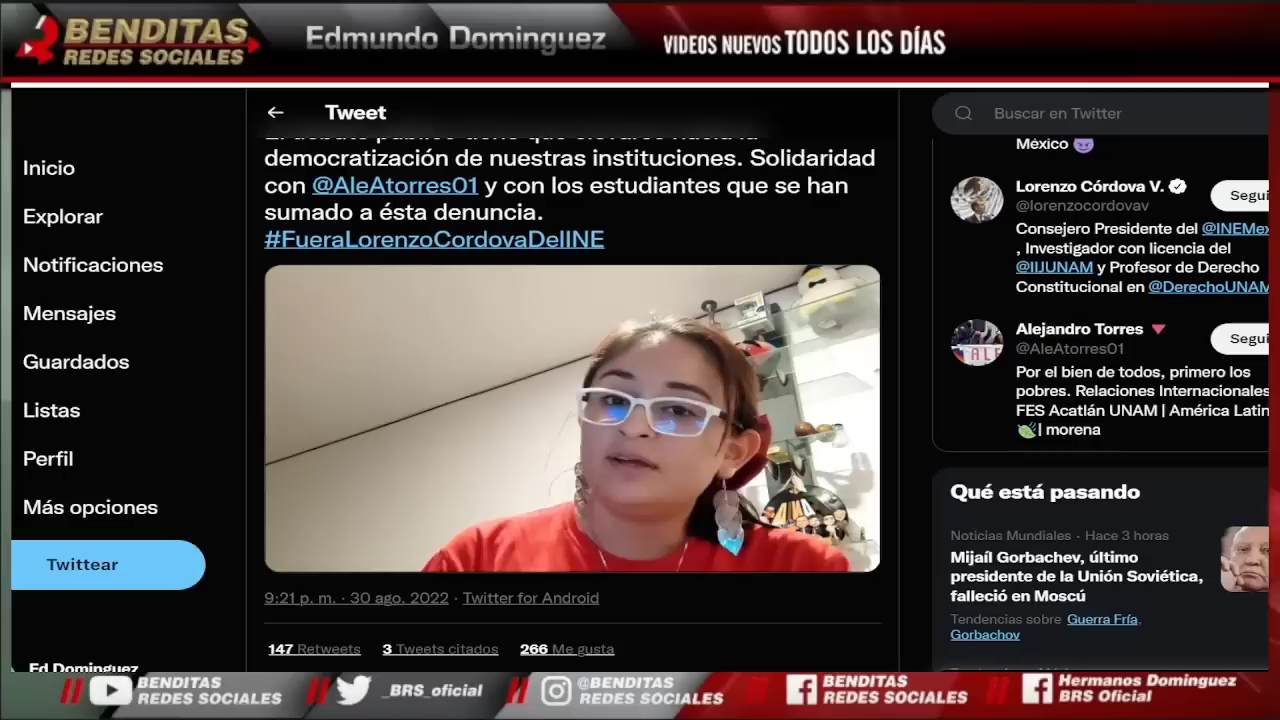 BENDITAS
REDES SOCIALES
Edmundo Dominguez
VIDEOS NUEVOS TODOS LOS DÍAS
Inicio
Explorar
Notificaciones
Mensajes
Guardados
Listas
Perfil
Más opciones
Twittear
Ed Dominguez
Tweet
democratización de nuestras instituciones. Solidaridad
con @AleAtorres01 y con los estudiantes que se han
sumado a ésta denuncia.
#FueraLorenzoCordovaDelINE
9:21 p. m. · 30 ago. 2022 · Twitter for Android
147 Retweets 3 Tweets citados 266 Me gusta
Buscar en Twitter
México 😈
Lorenzo Córdova V.
@lorenzocordovav
Segui
Consejero Presidente del @INEMex
, Investigador con licencia del
@IIJUNAM y Profesor de Derecho
Constitucional en @DerechoUNAM
Alejandro Torres 🔻
@AleAtorres01
Segui
Por el bien de todos, primero los
pobres. Relaciones Internacionales
FES Acatlán UNAM | América Latin
🍃| morena
Qué está pasando
Noticias Mundiales · Hace 3 horas
Mijaíl Gorbachev, último
presidente de la Unión Soviética,
falleció en Moscú
Tendencias sobre Guerra Fría,
Gorbachov
BENDITAS
REDES SOCIALES
_BRS_oficial
@BENDITAS
REDES SOCIALES
BENDITAS
REDES SOCIALES
Hermanos Dominguez
BRS Oficial